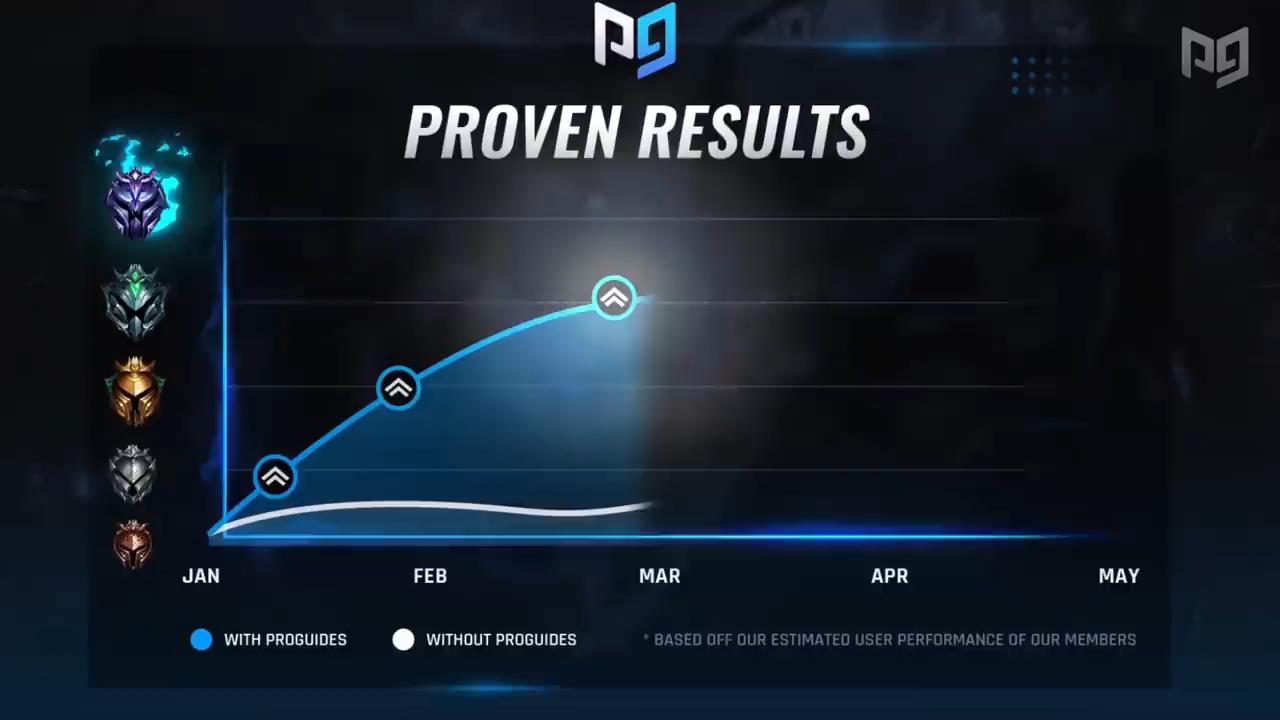 PG
PG
PROVEN RESULTS
JAN FEB MAR APR MAY
WITH PROGUIDES WITHOUT PROGUIDES * BASED OFF OUR ESTIMATED USER PERFORMANCE OF OUR MEMBERS